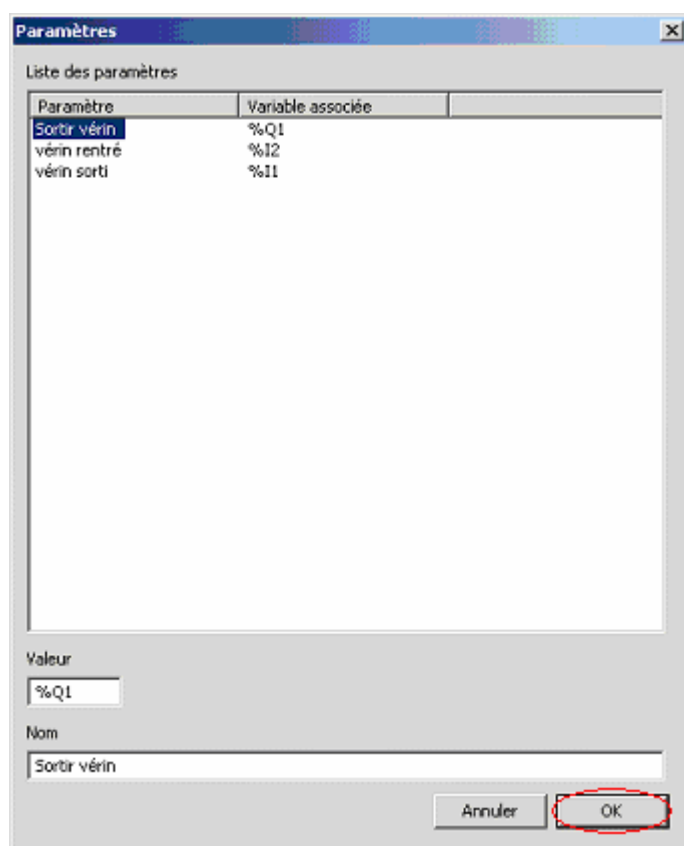 Paramètres
Liste des paramètres
Paramètre Variable associée
Sortir vérin %Q1
vérin rentré %I2
vérin sorti %I1
Valeur
%Q1
Nom
Sortir vérin
Annuler OK